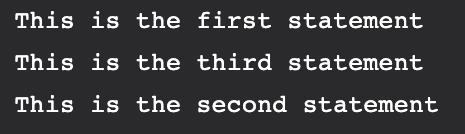 This is the first statement
This is the third statement
This is the second statement